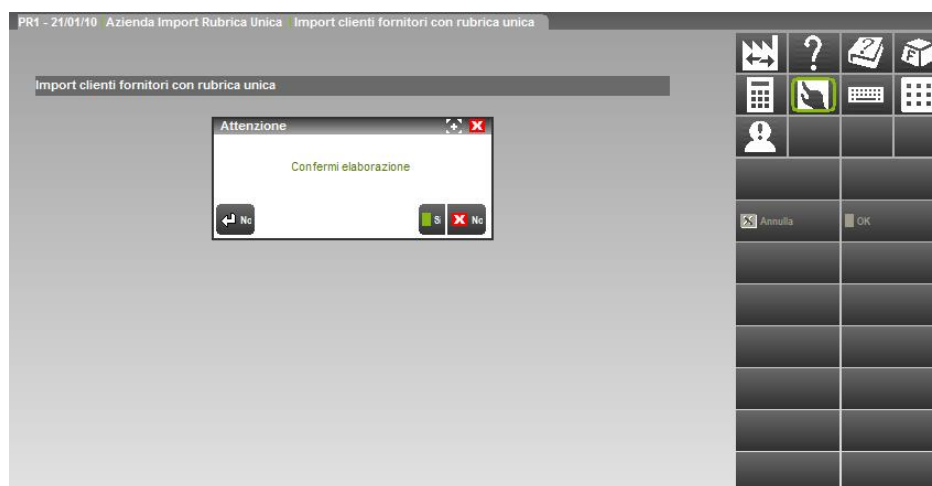 PR1 - 21/01/10 Azienda Import Rubrica Unica Import clienti fornitori con rubrica unica
Import clienti fornitori con rubrica unica
Attenzione
Confermi elaborazione
No Si No
Annulla OK